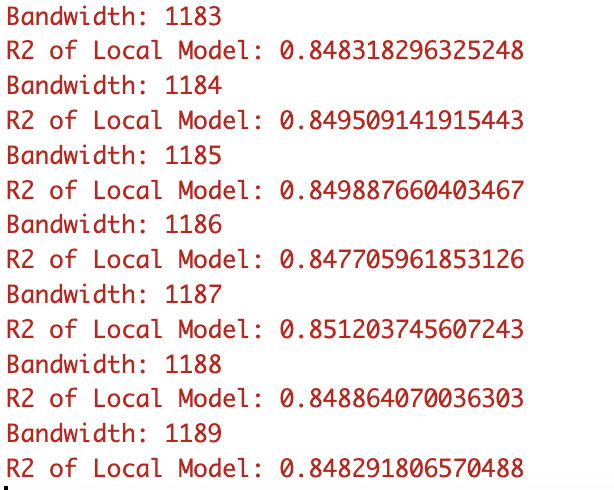 Bandwidth: 1183
R2 of Local Model: 0.848318296325248
Bandwidth: 1184
R2 of Local Model: 0.849509141915443
Bandwidth: 1185
R2 of Local Model: 0.849887660403467
Bandwidth: 1186
R2 of Local Model: 0.847705961853126
Bandwidth: 1187
R2 of Local Model: 0.851203745607243
Bandwidth: 1188
R2 of Local Model: 0.848864070036303
Bandwidth: 1189
R2 of Local Model: 0.848291806570488